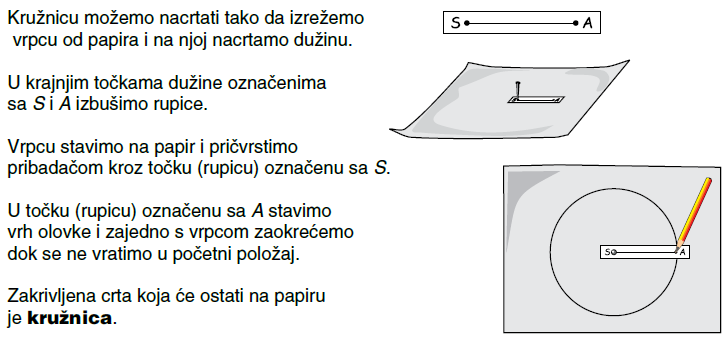 Kružnicu možemo nacrtati tako da izrežemo
vrpcu od papira i na njoj nacrtamo dužinu.
S A
U krajnjim točkama dužine označenima
sa S i A izbušimo rupice.
Vrpcu stavimo na papir i pričvrstimo
pribadačom kroz točku (rupicu) označenu sa S.
U točku (rupicu) označenu sa A stavimo
vrh olovke i zajedno s vrpcom zaokrećemo
dok se ne vratimo u početni položaj.
S A
Zakrivljena crta koja će ostati na papiru
je kružnica.